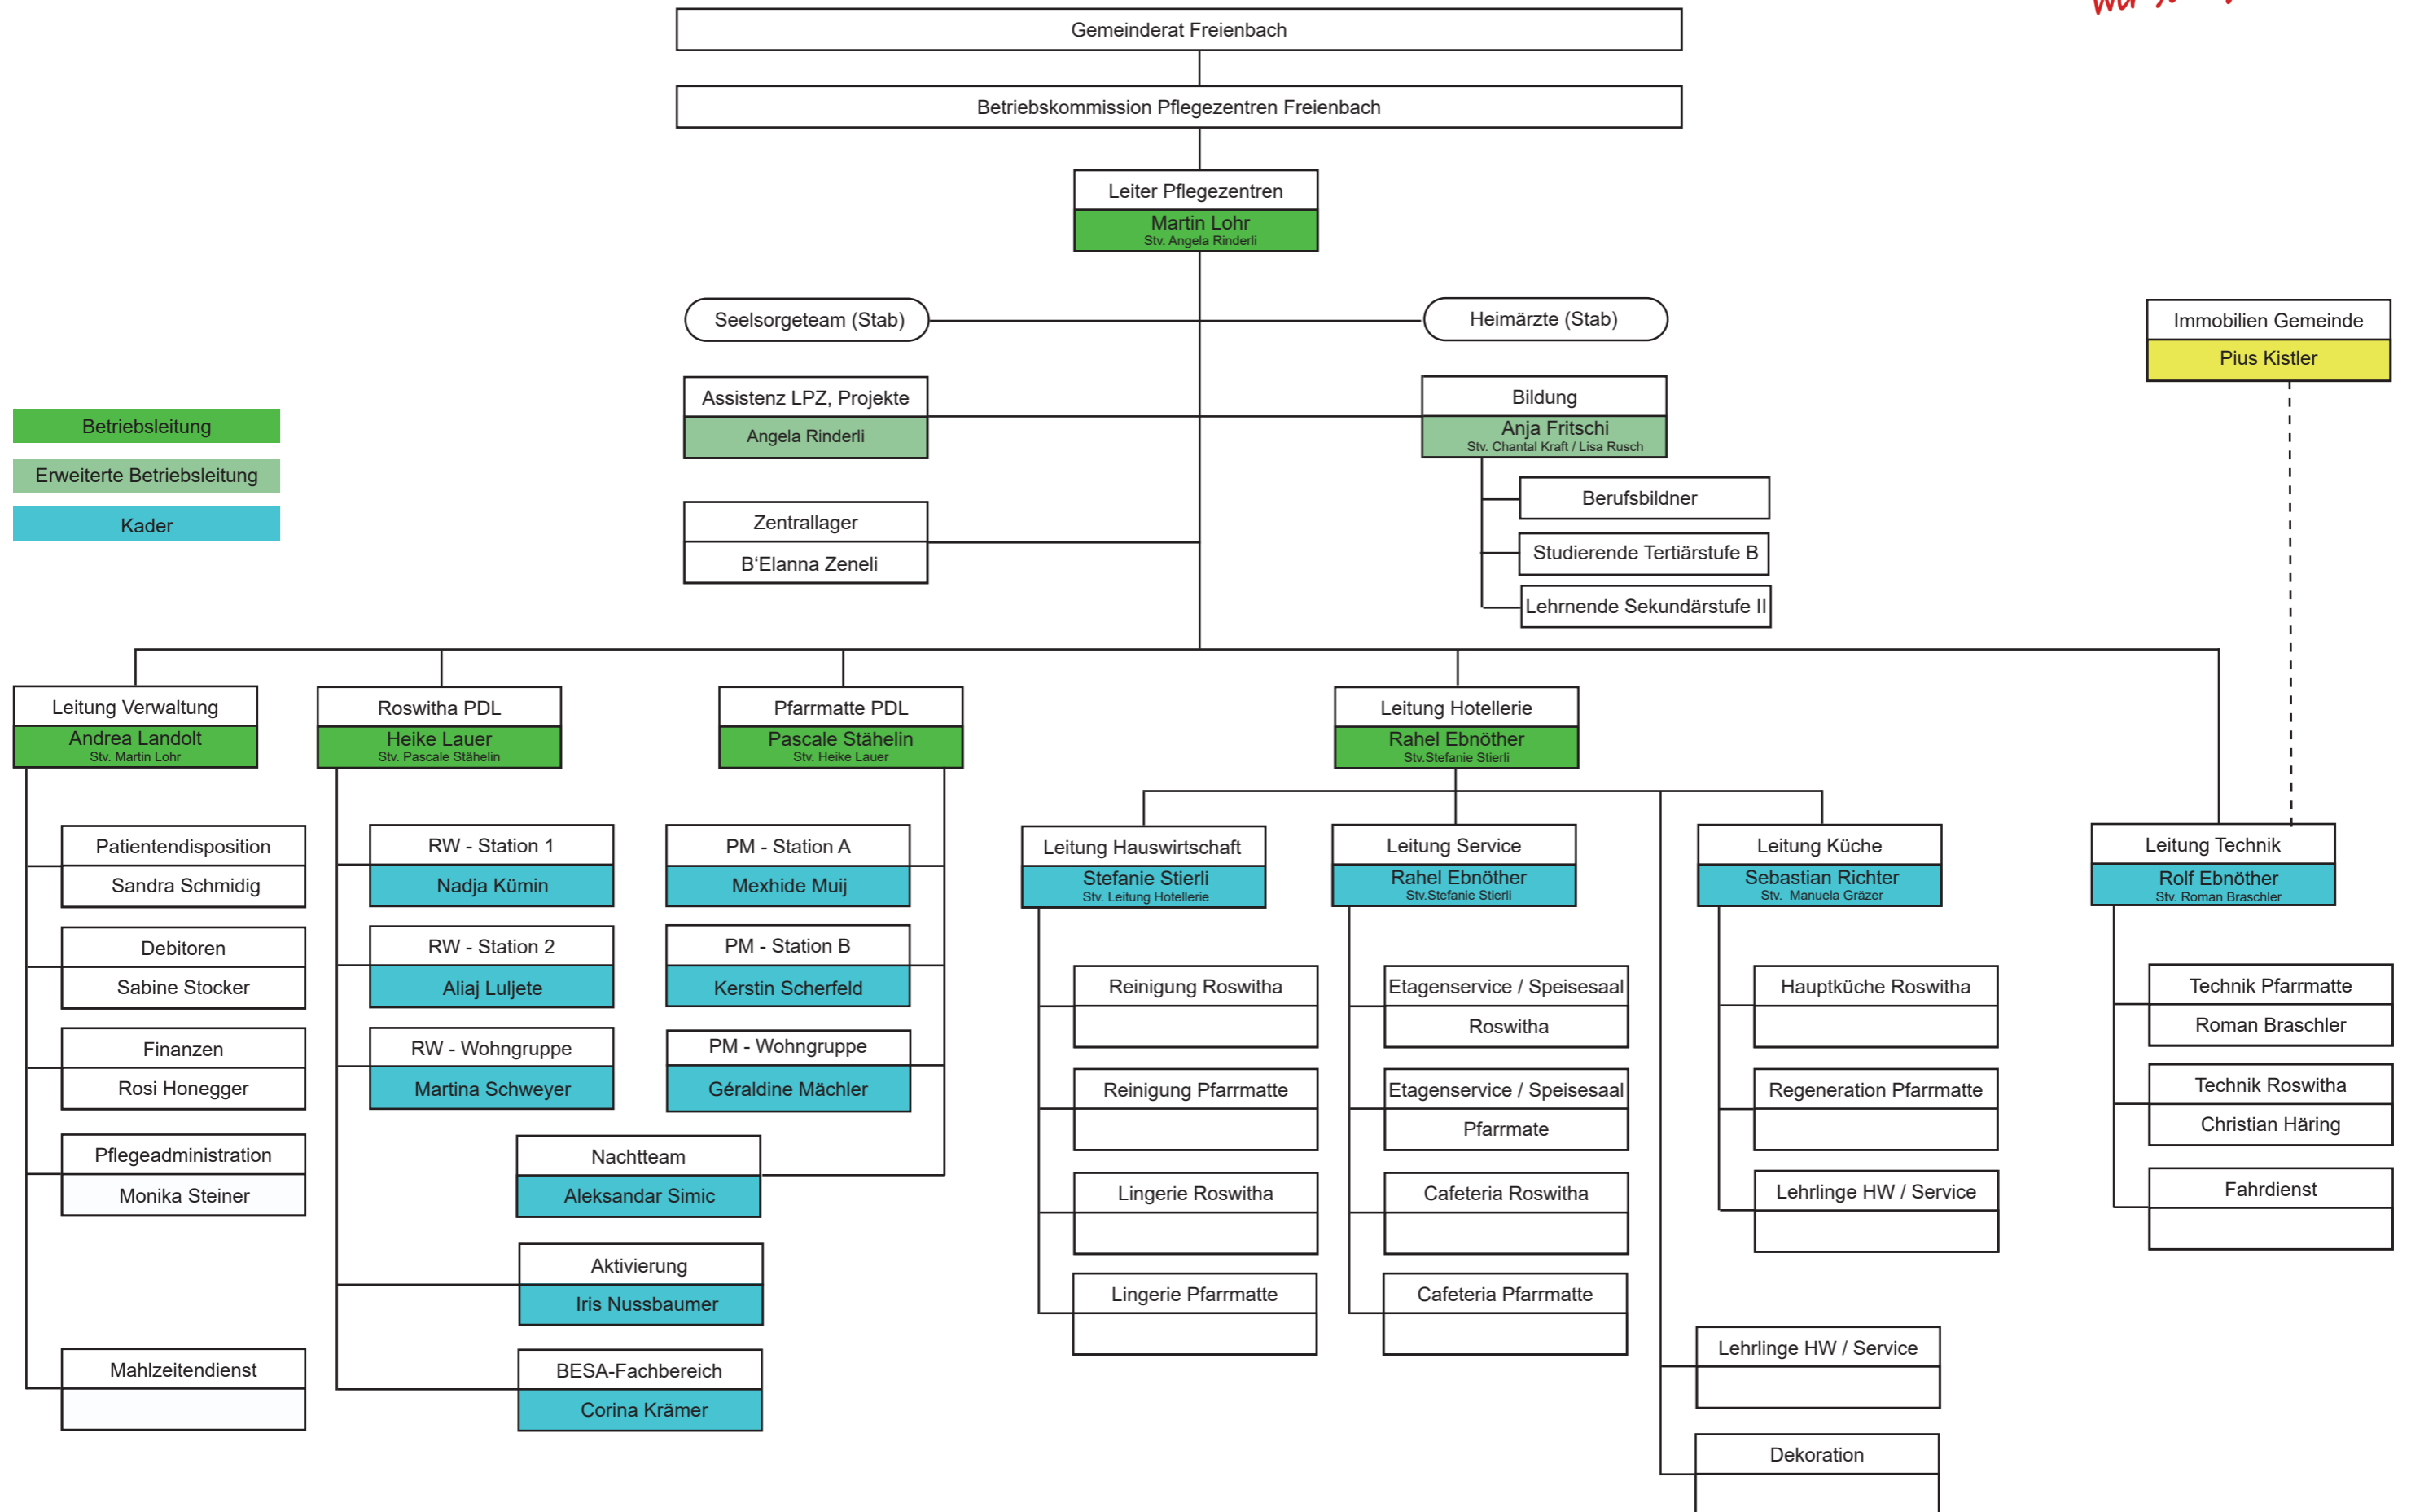 Gemeinderat Freienbach
Betriebskommission Pflegezentren Freienbach
Leiter Pflegezentren
Martin Lohr
Stv. Angela Rinderli
Seelsorgeteam (Stab)
Heimärzte (Stab)
Immobilien Gemeinde
Pius Kistler
Assistenz LPZ, Projekte
Angela Rinderli
Bildung
Anja Fritschi
Stv. Chantal Kraft / Lisa Rusch
Betriebsleitung
Erweiterte Betriebsleitung
Kader
Zentrallager
B‘Elanna Zeneli
Berufsbildner
Studierende Tertiärstufe B
Lehrnende Sekundärstufe II
Leitung Verwaltung
Andrea Landolt
Stv. Martin Lohr
Roswitha PDL
Heike Lauer
Stv. Pascale Stähelin
Pfarrmatte PDL
Pascale Stähelin
Stv. Heike Lauer
Leitung Hotellerie
Rahel Ebnöther
Stv.Stefanie Stierli
Patientendisposition
Sandra Schmidig
Debitoren
Sabine Stocker
Finanzen
Rosi Honegger
Pflegeadministration
Monika Steiner
Mahlzeitendienst
RW - Station 1
Nadja Kümin
RW - Station 2
Aliaj Luljete
RW - Wohngruppe
Martina Schweyer
PM - Station A
Mexhide Muij
PM - Station B
Kerstin Scherfeld
PM - Wohngruppe
Géraldine Mächler
Nachtteam
Aleksandar Simic
Aktivierung
Iris Nussbaumer
BESA-Fachbereich
Corina Krämer
Leitung Hauswirtschaft
Stefanie Stierli
Stv. Leitung Hotellerie
Reinigung Roswitha
Reinigung Pfarrmatte
Lingerie Roswitha
Lingerie Pfarrmatte
Leitung Service
Rahel Ebnöther
Stv.Stefanie Stierli
Etagenservice / Speisesaal
Roswitha
Etagenservice / Speisesaal
Pfarrmate
Cafeteria Roswitha
Cafeteria Pfarrmatte
Leitung Küche
Sebastian Richter
Stv. Manuela Gräzer
Hauptküche Roswitha
Regeneration Pfarrmatte
Lehrlinge HW / Service
Lehrlinge HW / Service
Dekoration
Leitung Technik
Rolf Ebnöther
Stv. Roman Braschler
Technik Pfarrmatte
Roman Braschler
Technik Roswitha
Christian Häring
Fahrdienst